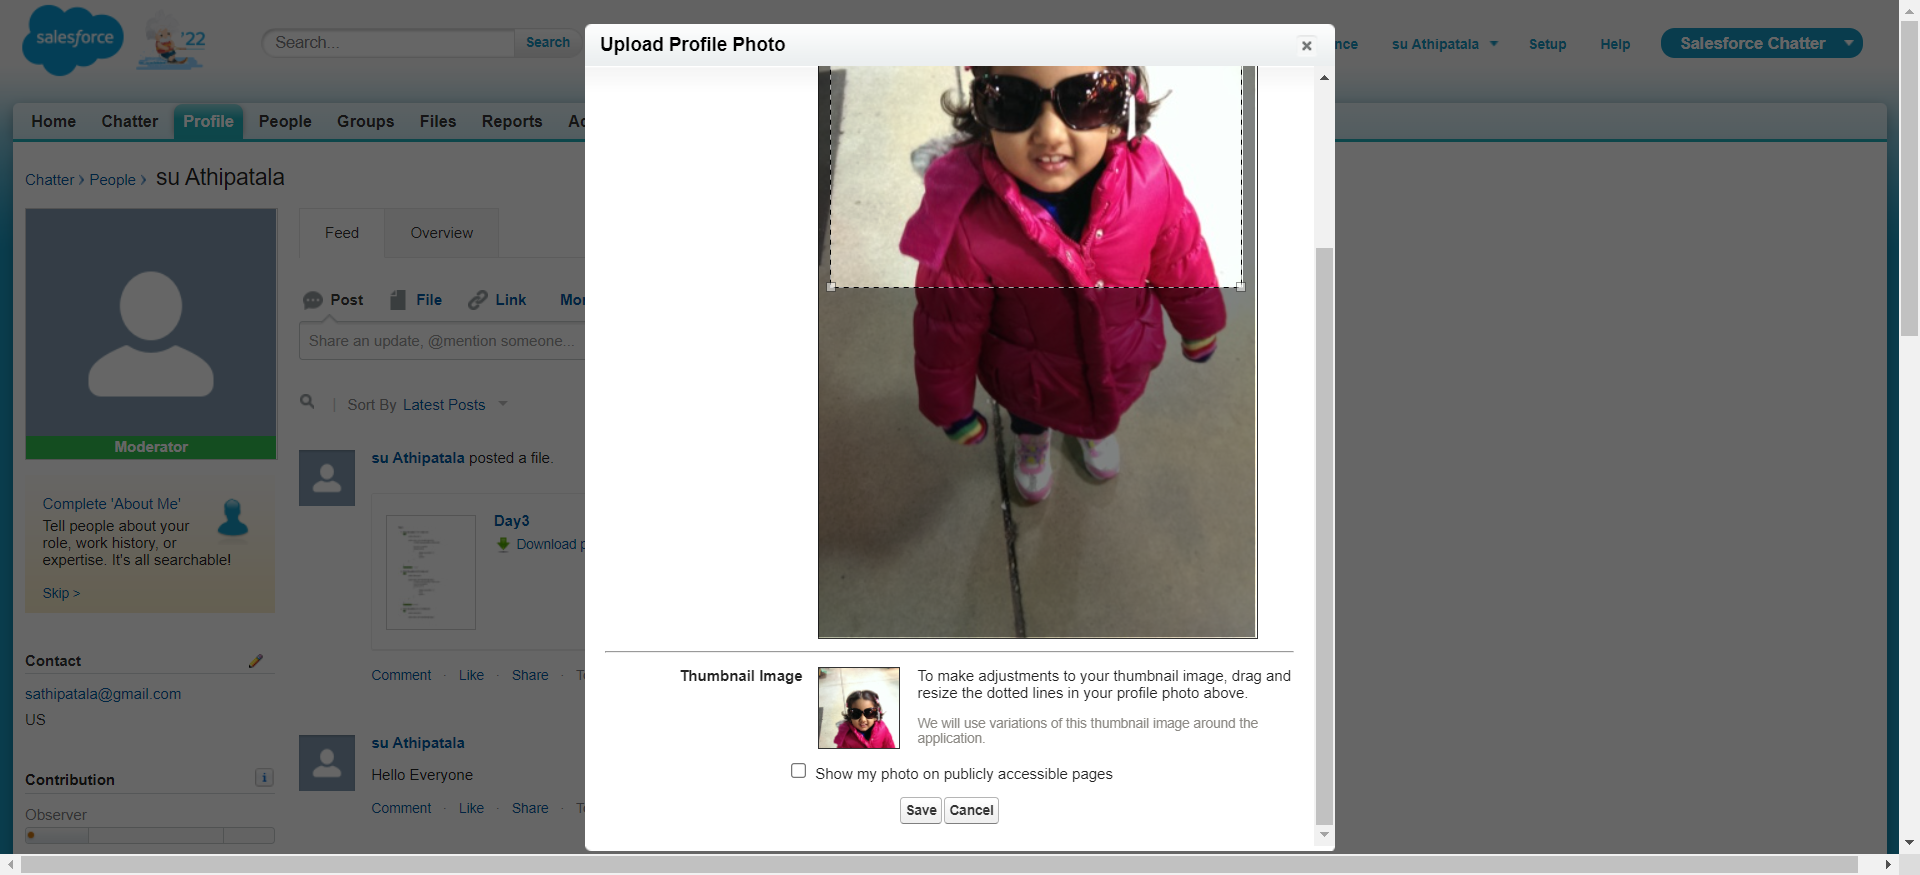 salesforce
'22
Search...
Search
nce
su Athipatala
Setup
Help
Salesforce Chatter
Home
Chatter
Profile
People
Groups
Files
Reports
Chatter › People ›
su Athipatala
Moderator
Complete 'About Me'
Tell people about your
role, work history, or
expertise. It's all searchable!
Skip >
Contact
sathipatala@gmail.com
US
Contribution
Observer
Feed
Overview
Post
File
Link
Mor
Share an update, @mention someone...
| Sort By Latest Posts
su Athipatala posted a file.
Day3
Download p
Comment · Like · Share ·
su Athipatala
Hello Everyone
Comment · Like · Share ·
Upload Profile Photo
Thumbnail Image
To make adjustments to your thumbnail image, drag and
resize the dotted lines in your profile photo above.
We will use variations of this thumbnail image around the
application.
Show my photo on publicly accessible pages
Save
Cancel